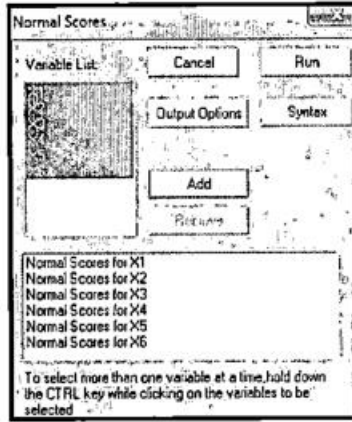 Normal Scores
Variable List:
Cancel
Run
Output Options
Syntax
Add
Remove
Normal Scores for X1
Normal Scores for X2
Normal Scores for X3
Normal Scores for X4
Normal Scores for X5
Normal Scores for X6
To select more than one variable at a time,hold down
the CTRL key while clicking on the variables to be
selected